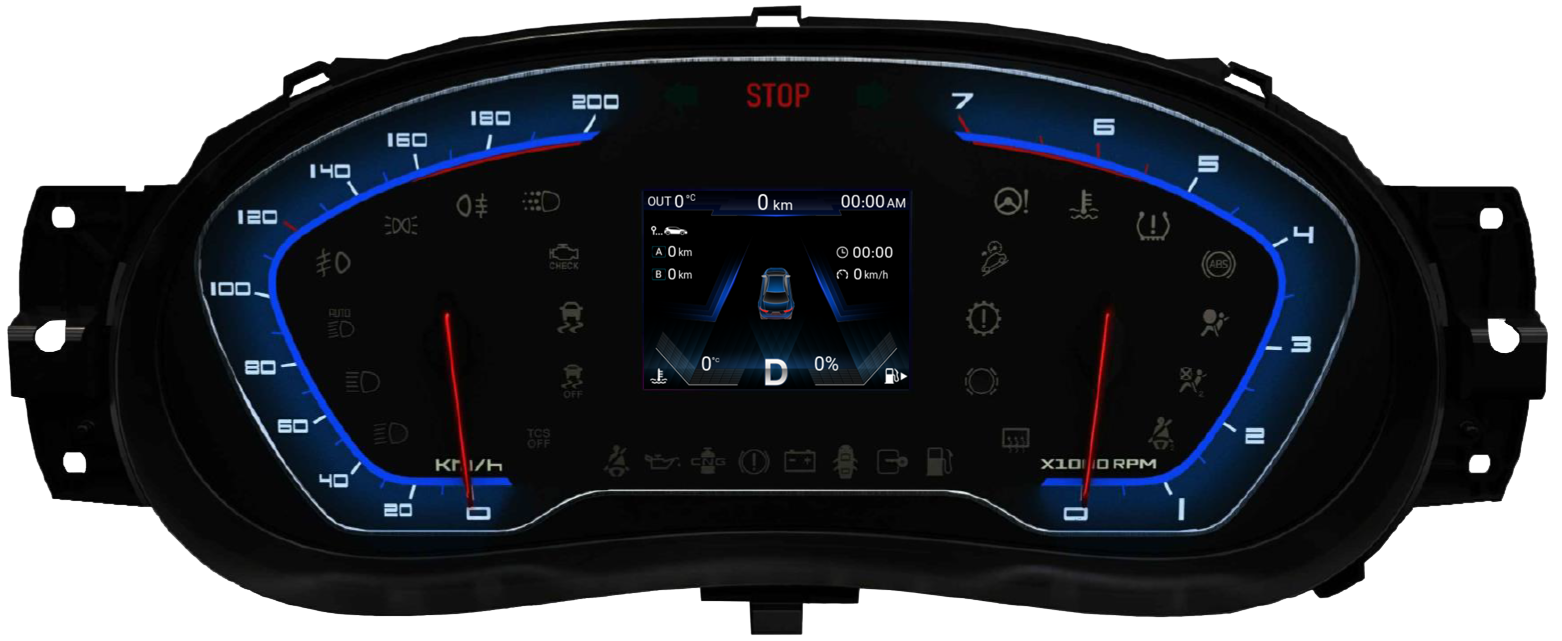 STOP
200
180
160
140
120
100
80
60
40
20
0
KM/h
7
6
5
4
3
2
1
0
X1000 RPM
OUT 0 °C
0 km
00:00 AM
A 0 km
B 0 km
00:00
0 km/h
0 °C
D
0%
CHECK
AUTO
OFF
TCS
OFF
CNG
ABS
2